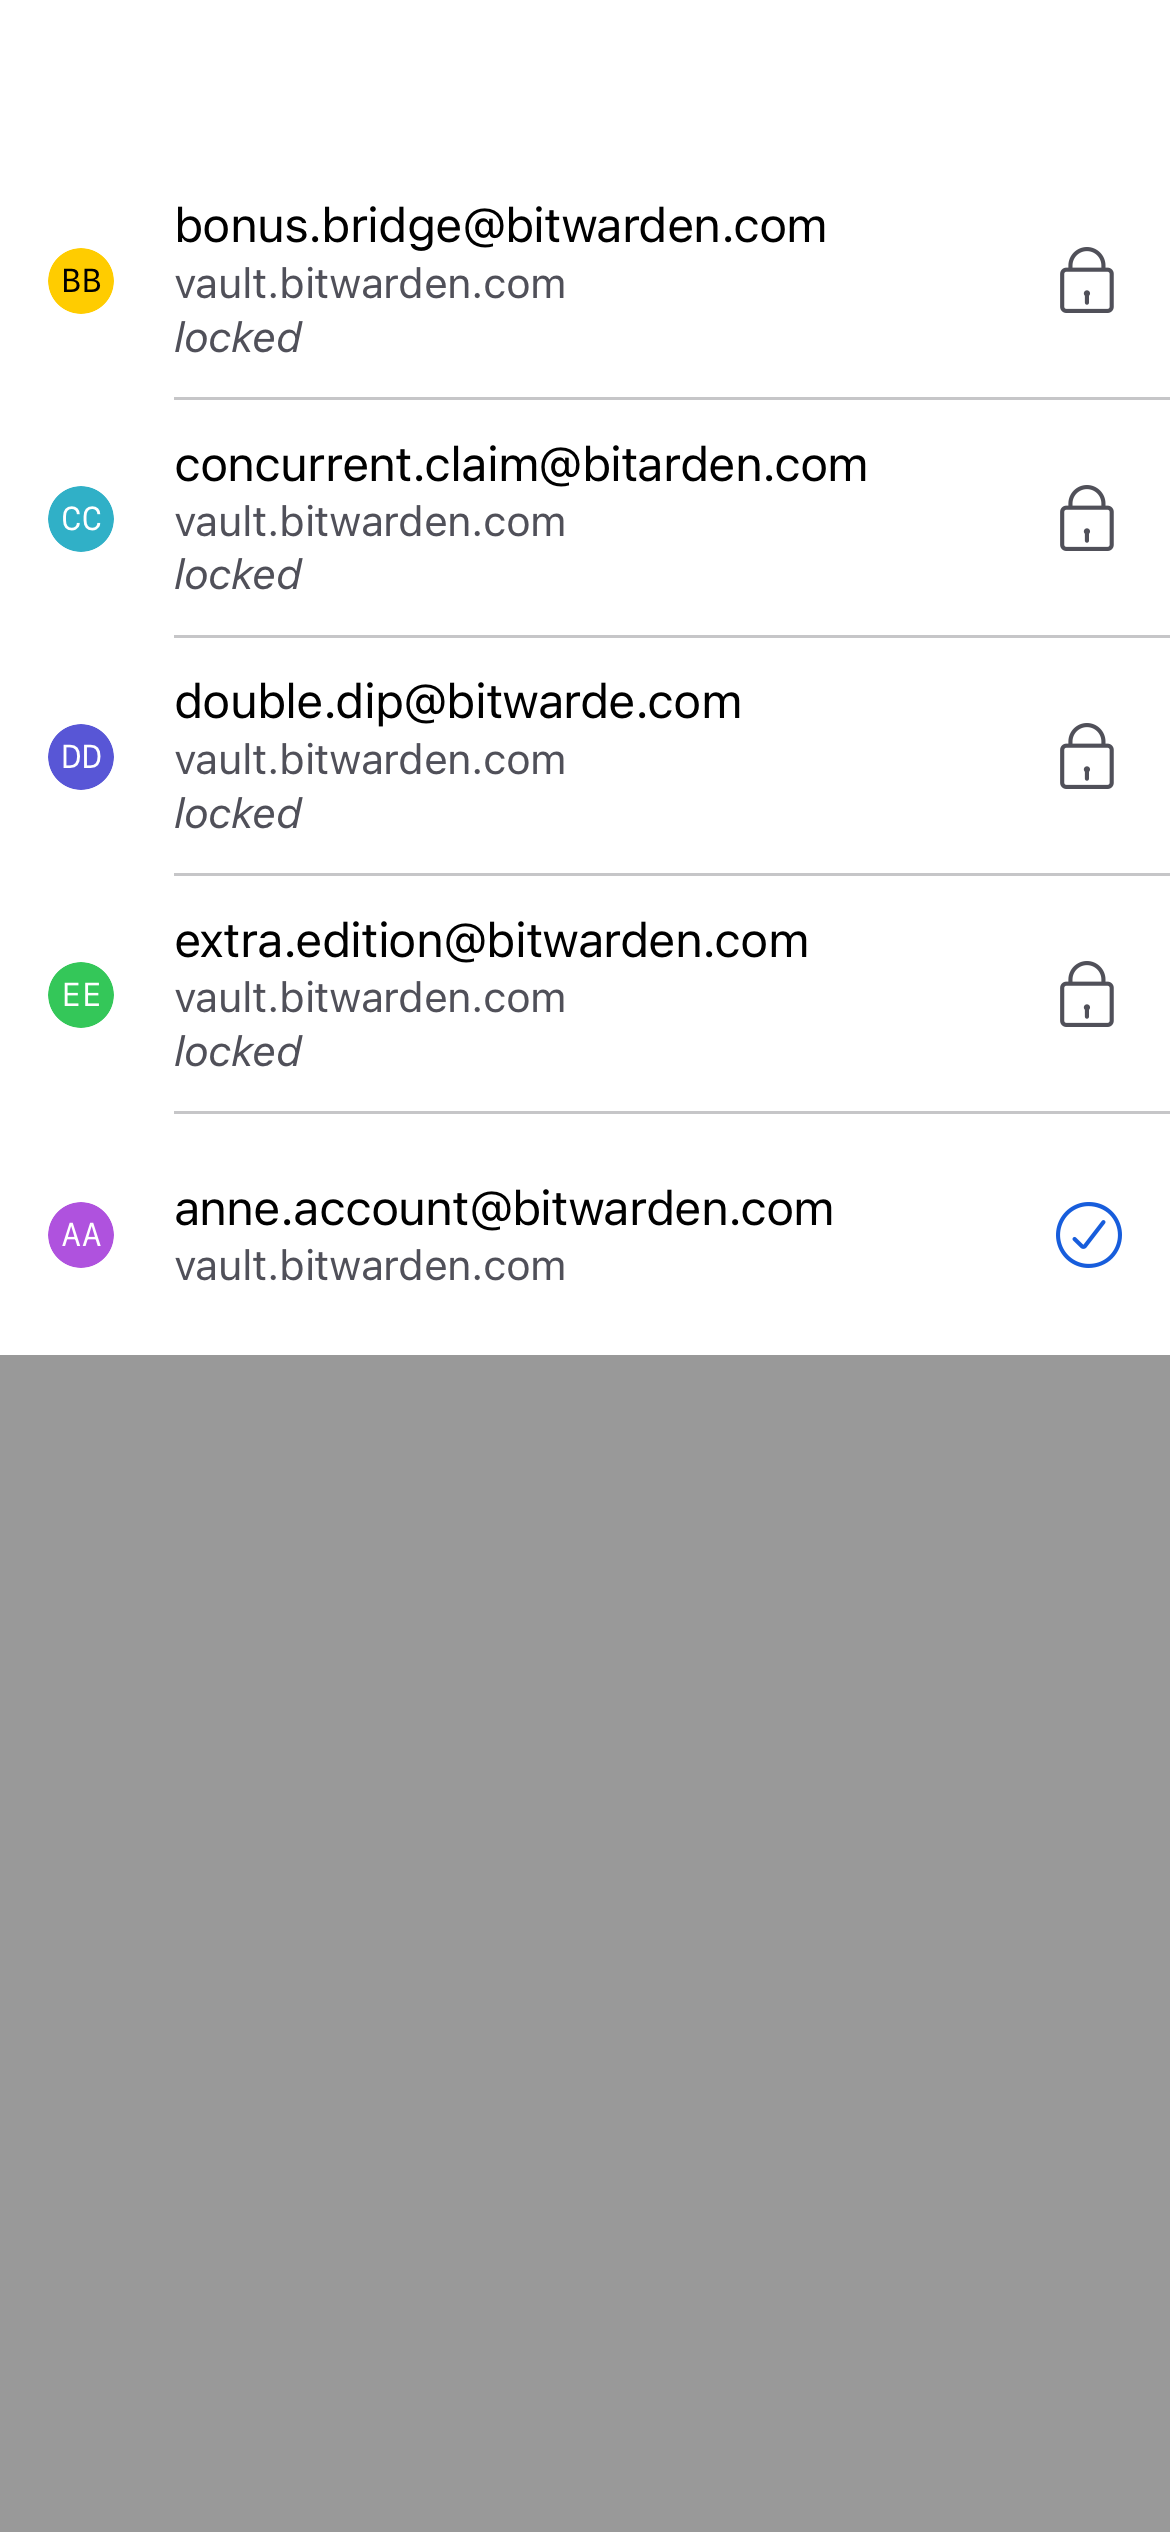 BB
bonus.bridge@bitwarden.com
vault.bitwarden.com
locked
CC
concurrent.claim@bitarden.com
vault.bitwarden.com
locked
DD
double.dip@bitwarde.com
vault.bitwarden.com
locked
EE
extra.edition@bitwarden.com
vault.bitwarden.com
locked
AA
anne.account@bitwarden.com
vault.bitwarden.com